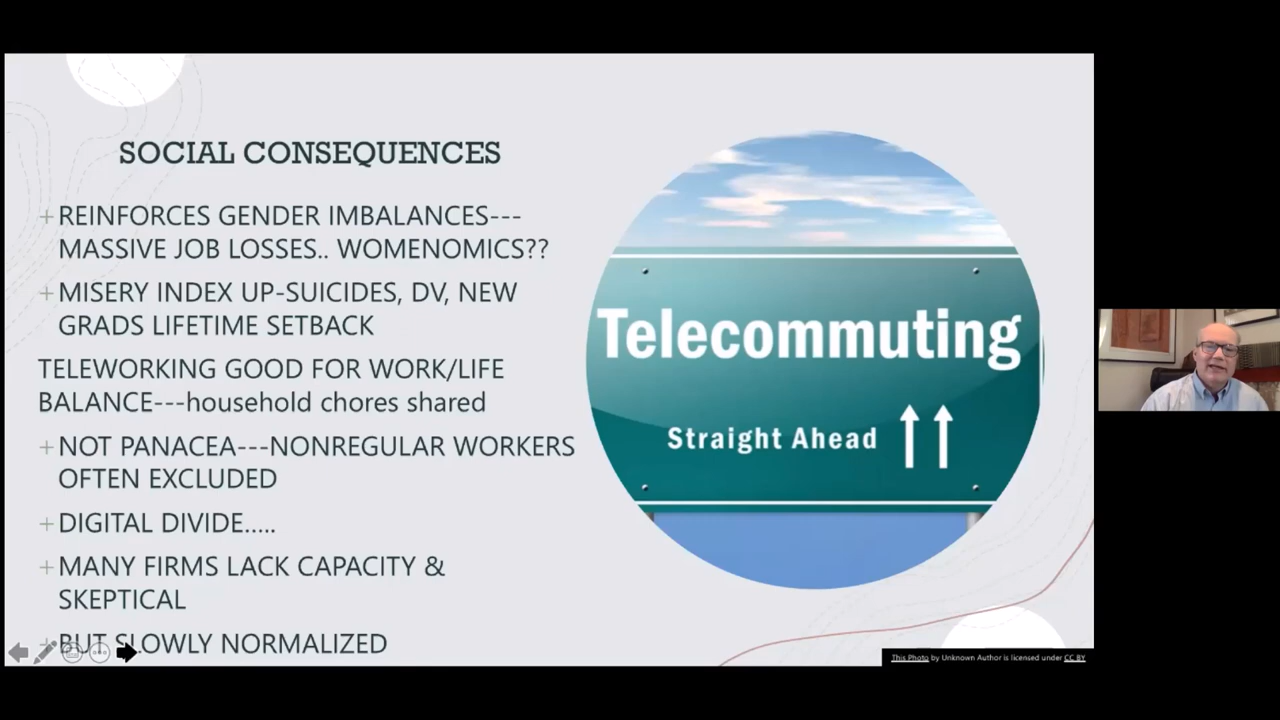 SOCIAL CONSEQUENCES
+REINFORCES GENDER IMBALANCES---
MASSIVE JOB LOSSES.. WOMENOMICS??
+MISERY INDEX UP-SUICIDES, DV, NEW
GRADS LIFETIME SETBACK
TELEWORKING GOOD FOR WORK/LIFE
BALANCE---household chores shared
+NOT PANACEA---NONREGULAR WORKERS
OFTEN EXCLUDED
+DIGITAL DIVIDE.....
+MANY FIRMS LACK CAPACITY &
SKEPTICAL
+BUT SLOWLY NORMALIZED
Telecommuting
Straight Ahead
This Photo by Unknown Author is licensed under CC BY